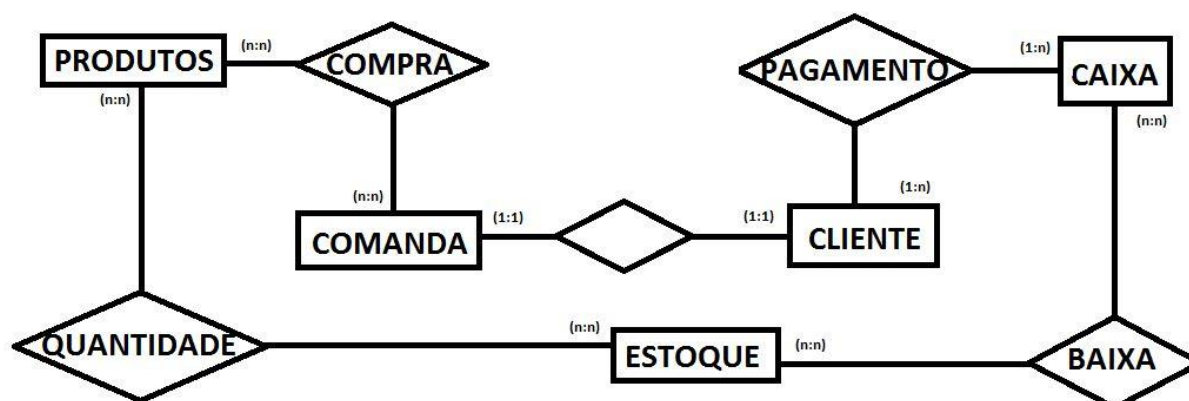 PRODUTOS
(n:n)
COMPRA
PAGAMENTO
(1:n)
CAIXA
(n:n)
(n:n)
(n:n)
(1:n)
COMANDA
(1:1)
(1:1)
CLIENTE
QUANTIDADE
(n:n)
ESTOQUE
(n:n)
BAIXA